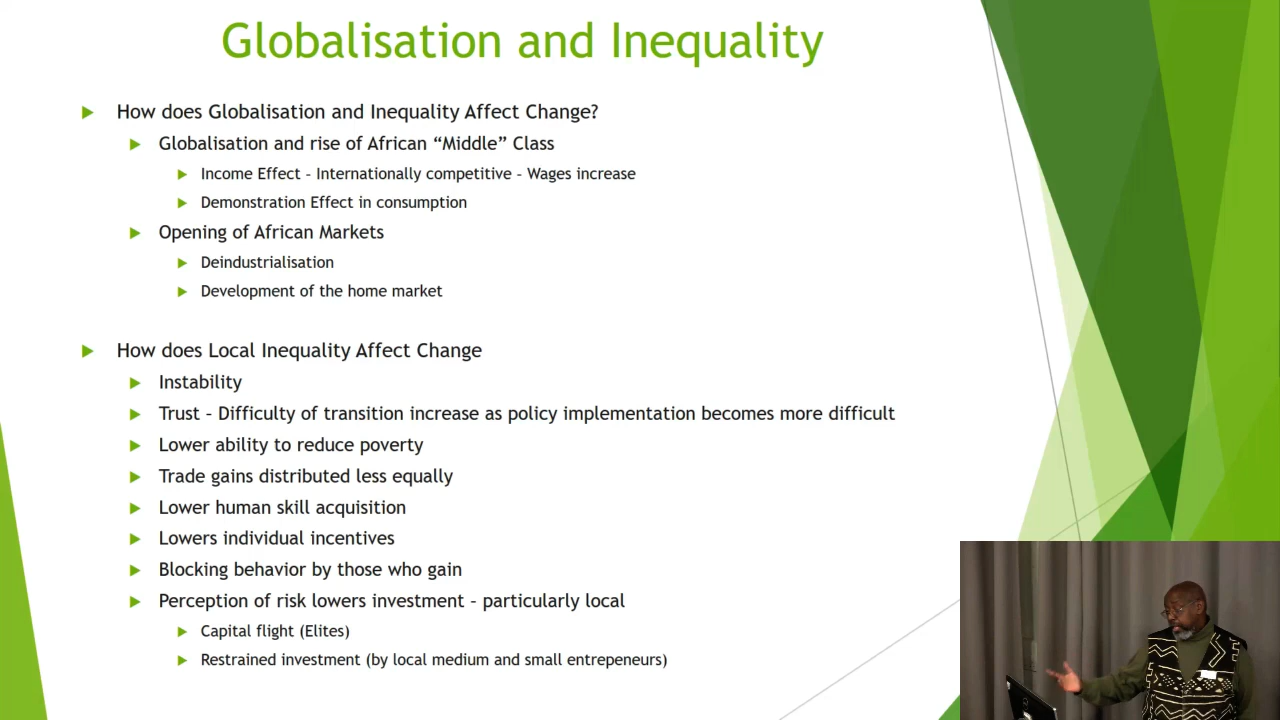 Globalisation and Inequality
How does Globalisation and Inequality Affect Change?
Globalisation and rise of African “Middle” Class
Income Effect – Internationally competitive – Wages increase
Demonstration Effect in consumption
Opening of African Markets
Deindustrialisation
Development of the home market
How does Local Inequality Affect Change
Instability
Trust – Difficulty of transition increase as policy implementation becomes more difficult
Lower ability to reduce poverty
Trade gains distributed less equally
Lower human skill acquisition
Lowers individual incentives
Blocking behavior by those who gain
Perception of risk lowers investment – particularly local
Capital flight (Elites)
Restrained investment (by local medium and small entrepeneurs)